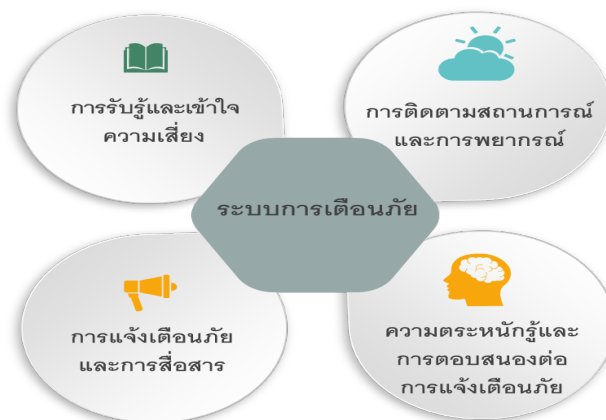 การรับรู้และเข้าใจ
ความเสี่ยง
การติดตามสถานการณ์
และการพยากรณ์
ระบบการเตือนภัย
การแจ้งเตือนภัย
และการสื่อสาร
ความตระหนักรู้และ
การตอบสนองต่อ
การแจ้งเตือนภัย